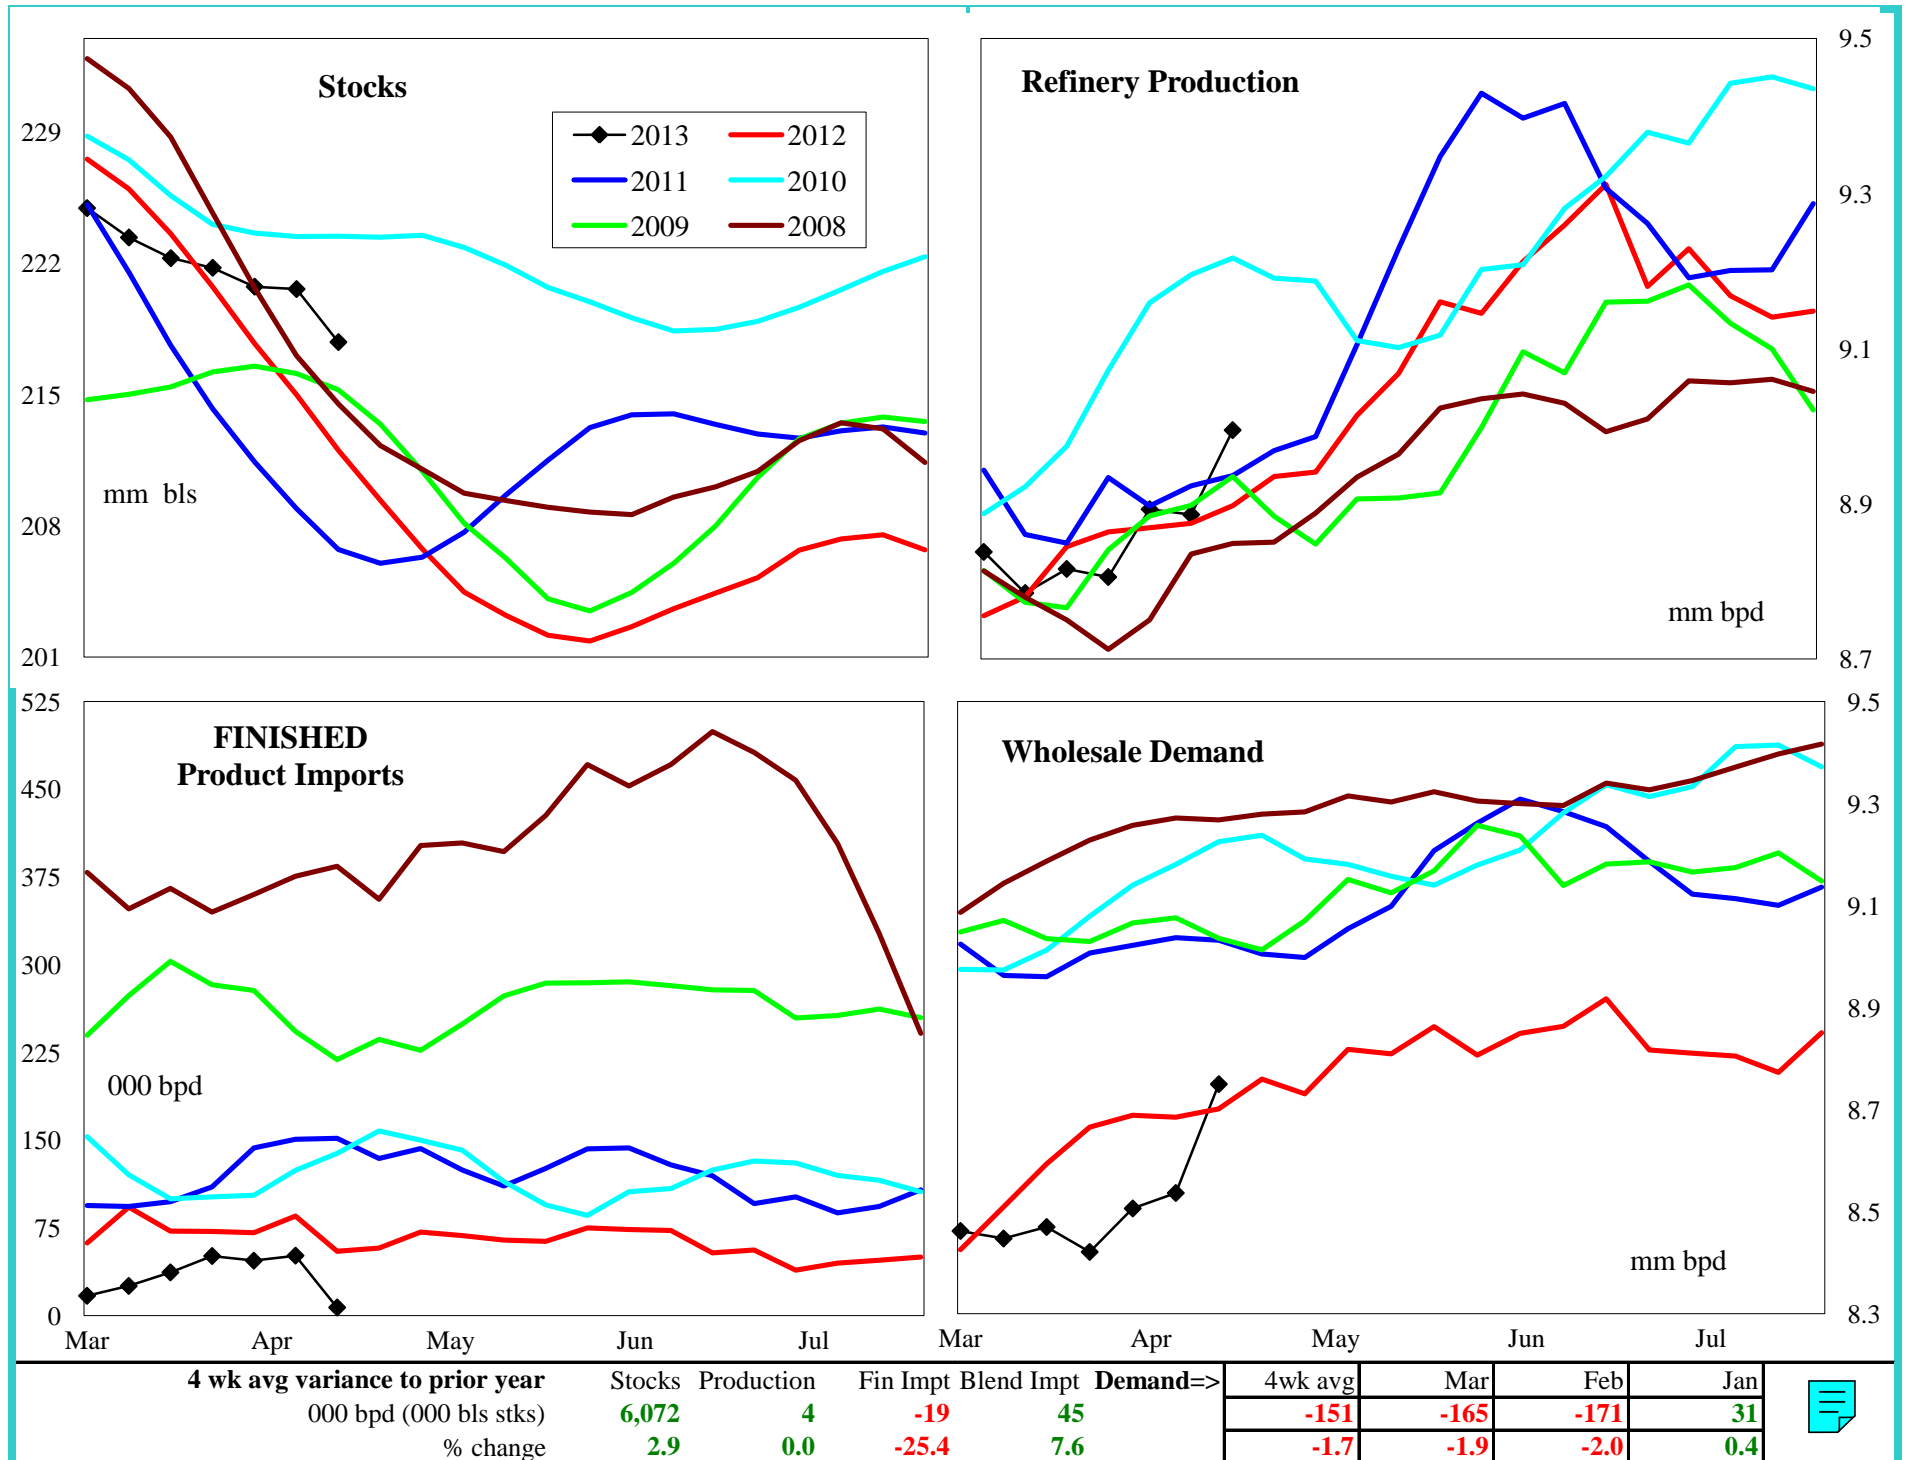 Stocks
229
222
215
208
201
mm bls
2013 2012
2011 2010
2009 2008
Refinery Production
9.5
9.3
9.1
8.9
8.7
mm bpd
FINISHED
Product Imports
525
450
375
300
225
150
75
0
000 bpd
Mar Apr May Jun Jul
Wholesale Demand
9.5
9.3
9.1
8.9
8.7
8.5
8.3
mm bpd
Mar Apr May Jun Jul
4 wk avg variance to prior year Stocks Production Fin Impt Blend Impt Demand=> 4wk avg Mar Feb Jan
000 bpd (000 bls stks) 6,072 4 -19 45 -151 -165 -171 31
% change 2.9 0.0 -25.4 7.6 -1.7 -1.9 -2.0 0.4